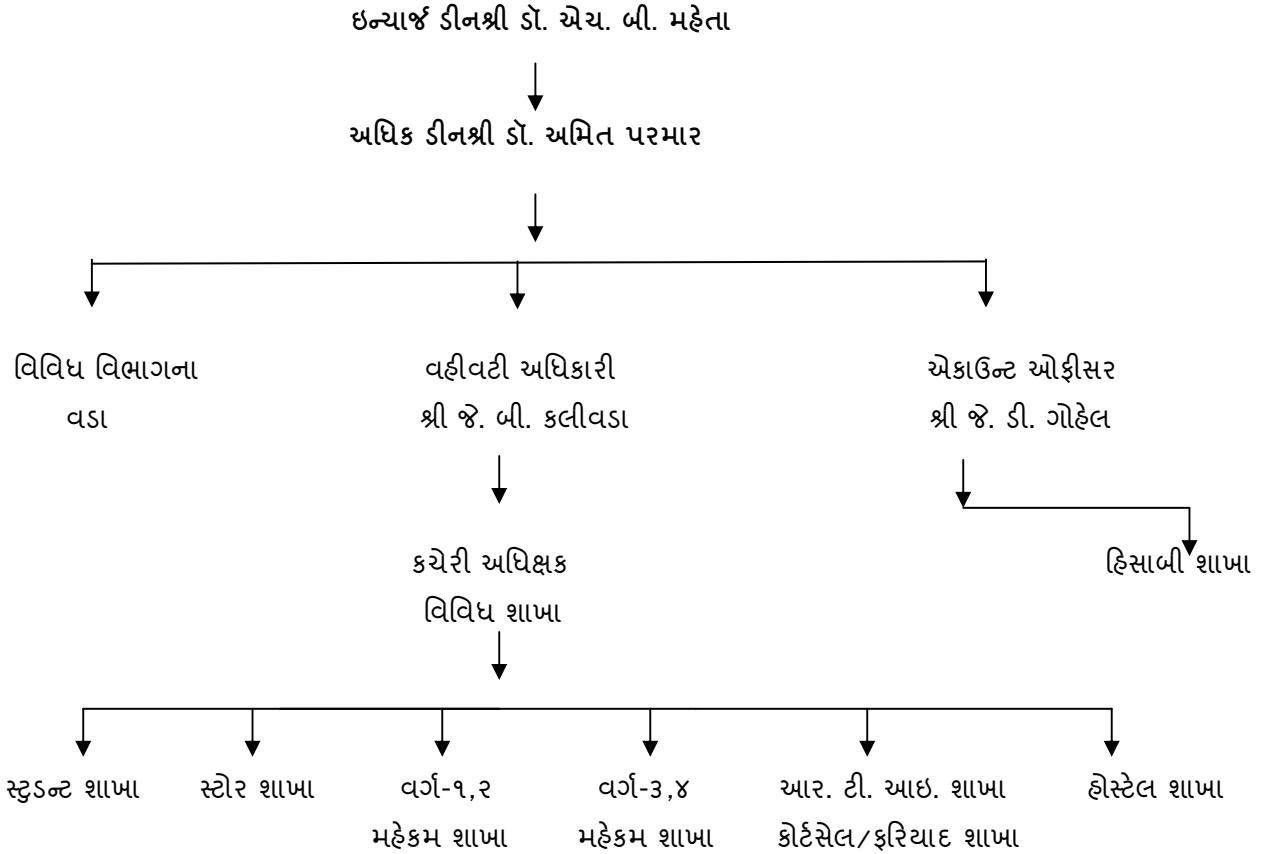 ઇન્ચાર્જ ડીનશ્રી ડૉ. એચ. બી. મહેતા
અધિક ડીનશ્રી ડૉ. અમિત પરમાર
વિવિધ વિભાગના
વડા
વહીવટી અધિકારી
શ્રી જે. બી. કલીવડા
એકાઉન્ટ ઓફીસર
શ્રી જે. ડી. ગોહેલ
કચેરી અધિક્ષક
વિવિધ શાખા
હિસાબી શાખા
સ્ટુડન્ટ શાખા
સ્ટોર શાખા
વર્ગ-૧,૨
મહેકમ શાખા
વર્ગ-૩,૪
મહેકમ શાખા
આર. ટી. આઇ. શાખા
કોર્ટસેલ/ફરિયાદ શાખા
હોસ્ટેલ શાખા